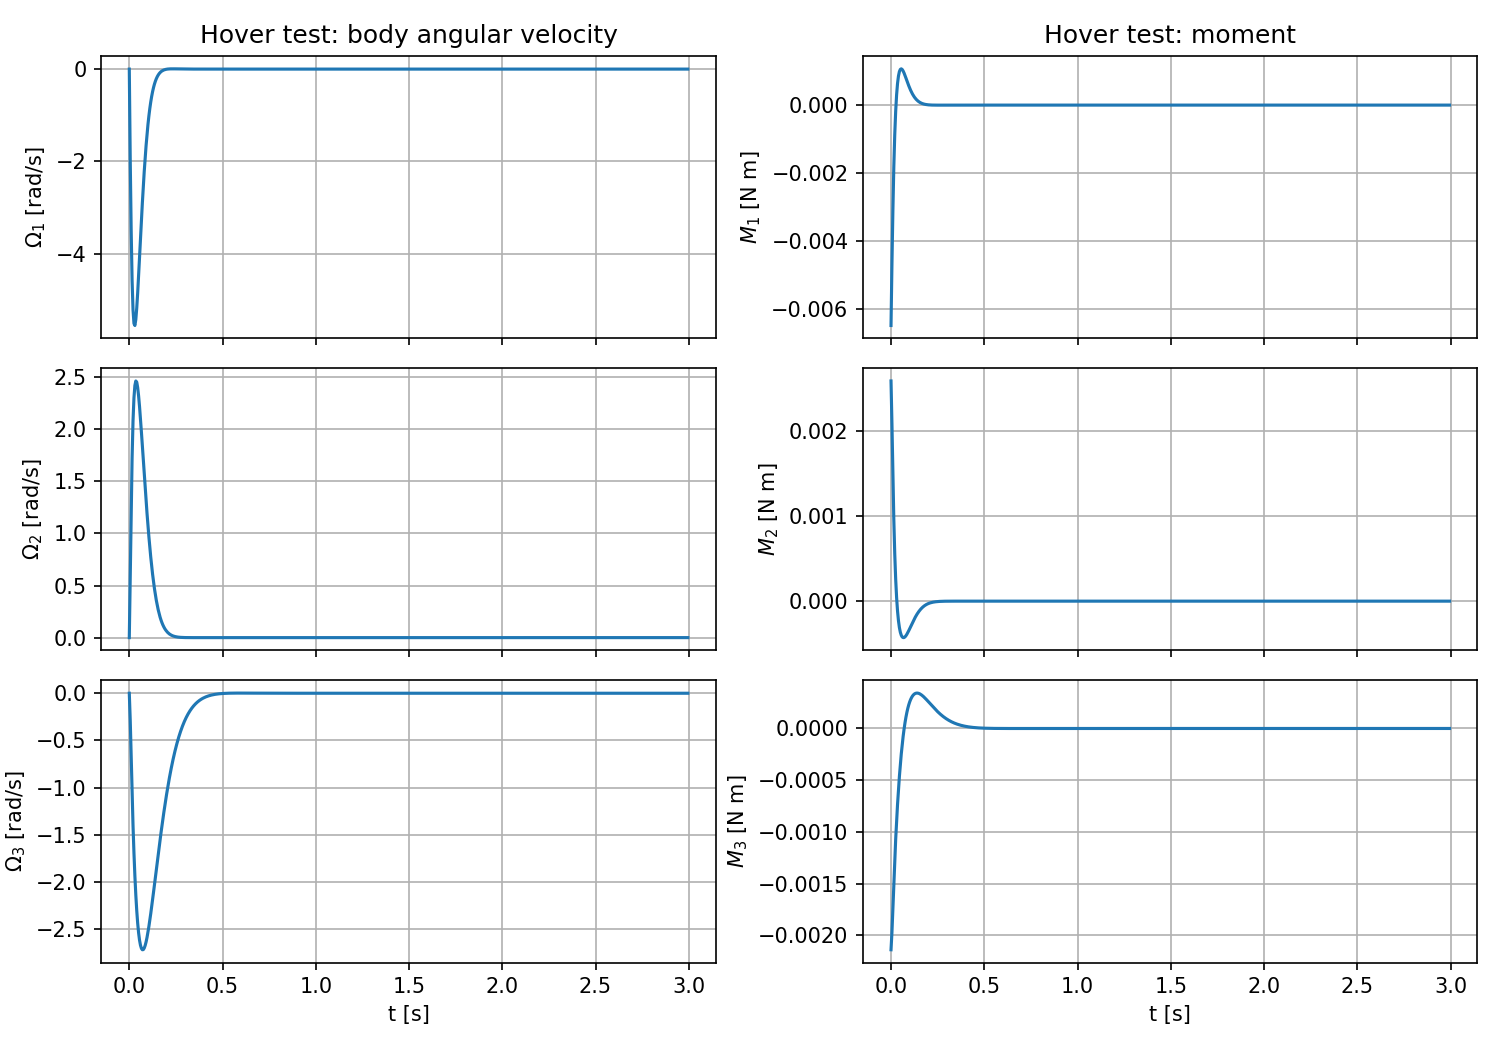 Hover test: body angular velocity
0
−2
−4
Ω1 [rad/s]
Hover test: moment
0.000
−0.002
−0.004
−0.006
M1 [N m]
2.5
2.0
1.5
1.0
0.5
0.0
Ω2 [rad/s]
0.002
0.001
0.000
M2 [N m]
0.0
−0.5
−1.0
−1.5
−2.0
−2.5
Ω3 [rad/s]
0.0 0.5 1.0 1.5 2.0 2.5 3.0
t [s]
0.0000
−0.0005
−0.0010
−0.0015
−0.0020
M3 [N m]
0.0 0.5 1.0 1.5 2.0 2.5 3.0
t [s]